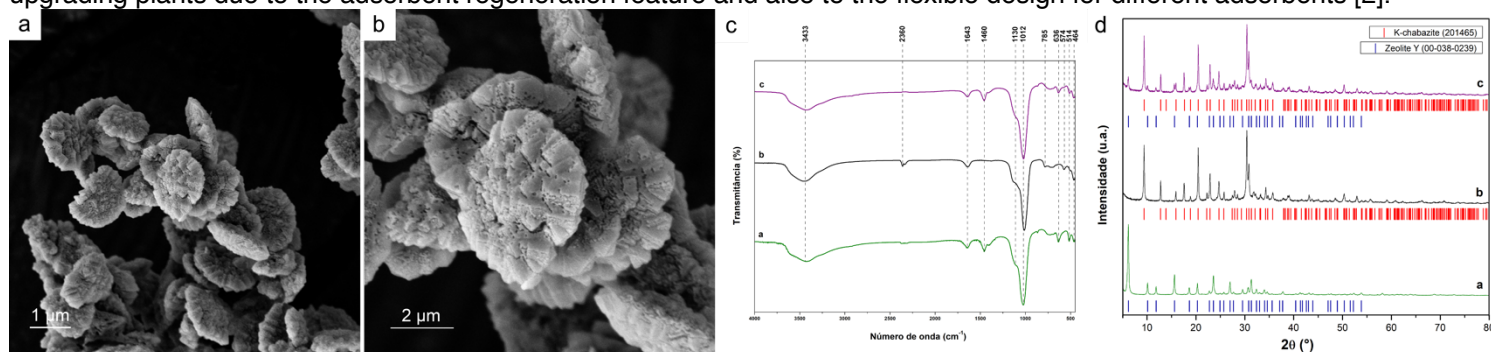 upgrading plants due to the adsorbent regeneration feature and also to the flexible design for different adsorbents [2].
a
1 µm
b
2 µm
c
3433
2360
1643
1460
1130
1012
785
636
574
514
464
c
b
a
Transmitância (%)
4000 3500 3000 2500 2000 1500 1000 500
Número de onda (cm⁻¹)
d
K-chabazite (201465)
Zeolite Y (00-038-0239)
c
b
a
Intensidade (u.a.)
10 20 30 40 50 60 70 80
2θ (°)